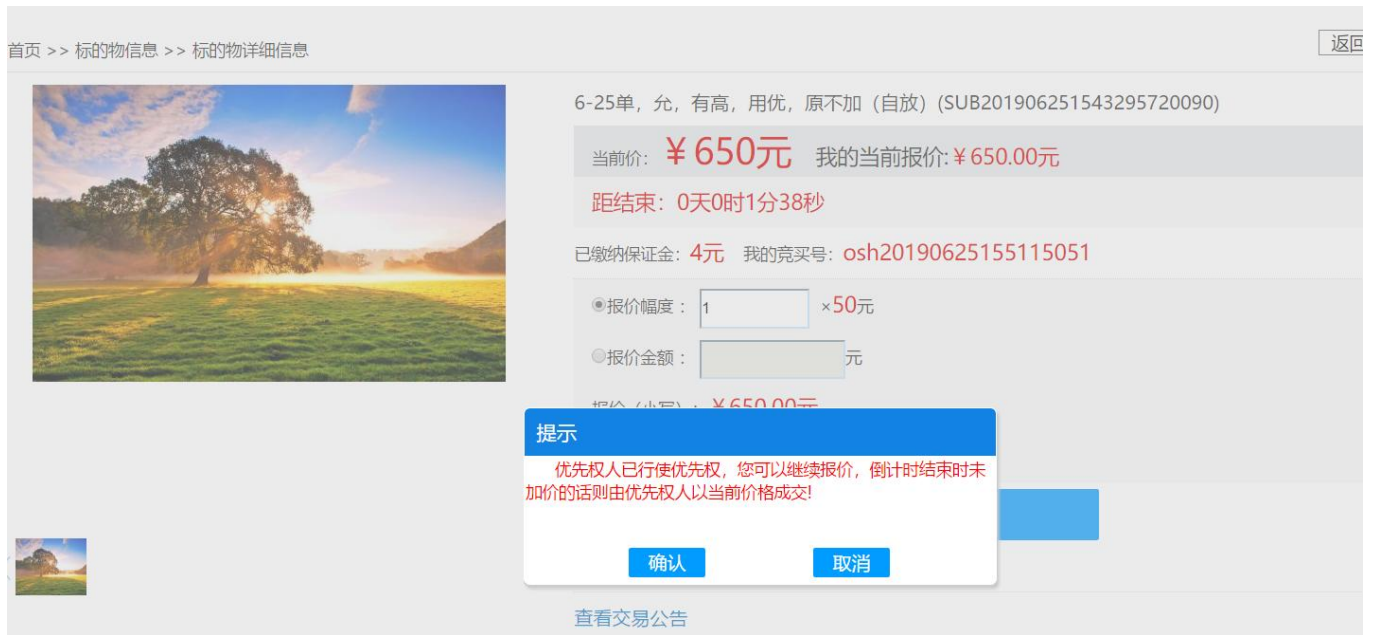 首页 >> 标的物信息 >> 标的物详细信息
返回
6-25单，允，有高，用优，原不加（自放）(SUB201906251543295720090)
当前价: ￥650元 我的当前报价:￥650.00元
距结束：0天0时1分38秒
已缴纳保证金: 4元 我的竞买号: osh20190625155115051
报价幅度： 1 ×50元
报价金额： 元
报价（小写）: ￥650.00元
提示
优先权人已行使优先权，您可以继续报价，倒计时结束时未
加价的话则由优先权人以当前价格成交!
确认 取消
查看交易公告